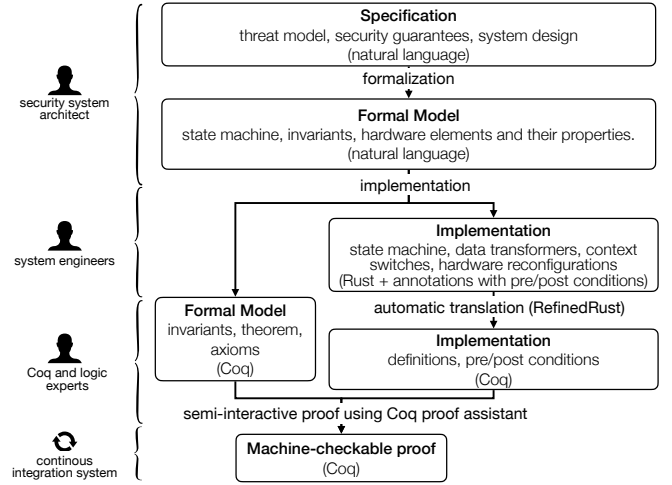 Specification
threat model, security guarantees, system design
(natural language)
formalization
security system
architect
Formal Model
state machine, invariants, hardware elements and their properties.
(natural language)
implementation
system engineers
Implementation
state machine, data transformers, context
switches, hardware reconfigurations
(Rust + annotations with pre/post conditions)
automatic translation (RefinedRust)
Formal Model
invariants, theorem,
axioms
(Coq)
Implementation
definitions, pre/post conditions
(Coq)
Coq and logic
experts
semi-interactive proof using Coq proof assistant
Machine-checkable proof
(Coq)
continous
integration system